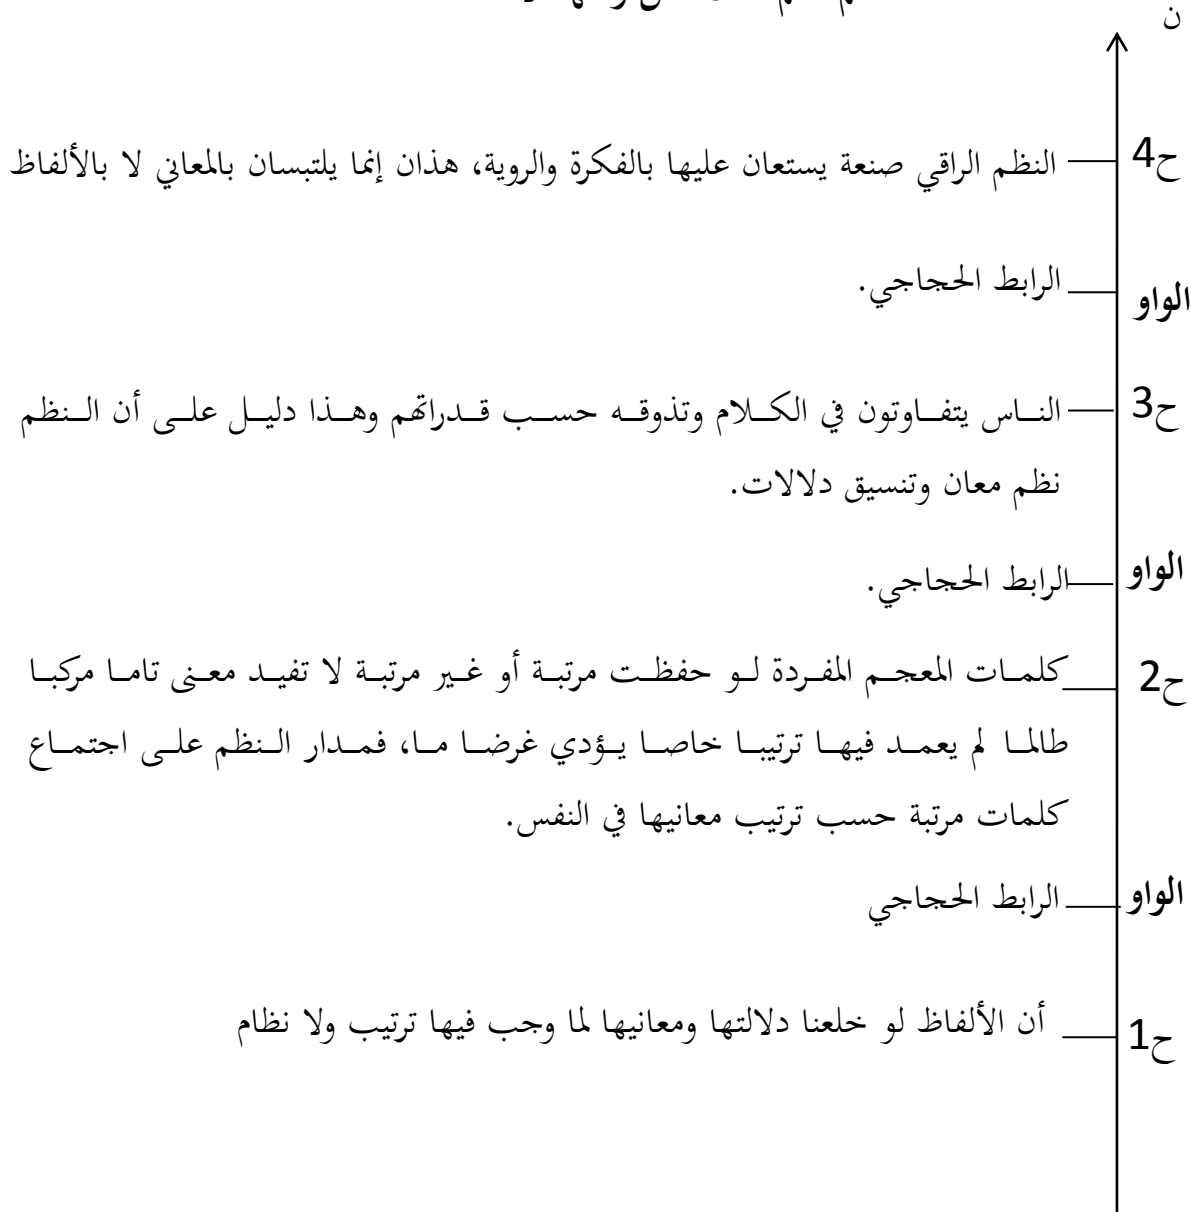 ن
ح4 النظم الراقي صنعة يستعان عليها بالفكرة والروية، هذان إنما يلتبسان بالمعاني لا بالألفاظ
الواو الرابط الحجاجي.
ح3 الناس يتفاوتون في الكلام وتذوقه حسب قدراتهم وهذا دليل على أن النظم
نظم معان وتنسيق دلالات.
الواو الرابط الحجاجي.
ح2 كلمات المعجم المفردة لو حفظت مرتبة أو غير مرتبة لا تفيد معنى تاما مركبا
طالما لم يعمد فيها ترتيبا خاصا يؤدي غرضا ما، فمدار النظم على اجتماع
كلمات مرتبة حسب ترتيب معانيها في النفس.
الواو الرابط الحجاجي
ح1 أن الألفاظ لو خلعنا دلالتها ومعانيها لما وجب فيها ترتيب ولا نظام